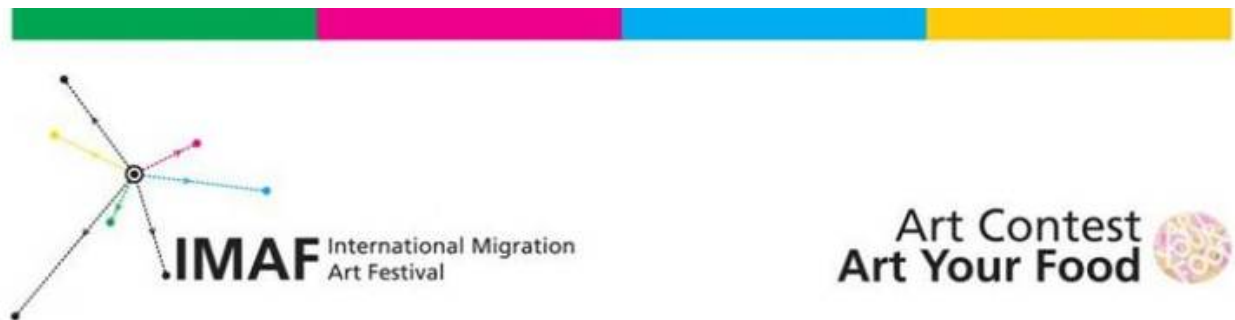 IMAF International Migration
Art Festival
Art Contest
Art Your Food